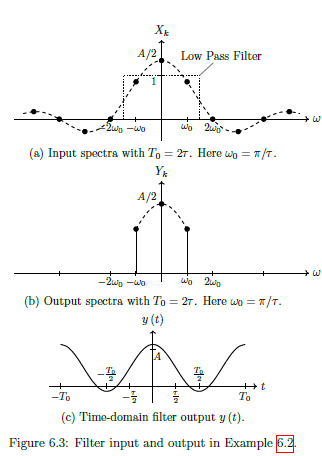 X_k
A/2
Low Pass Filter
1
−2ω₀ −ω₀ ω₀ 2ω₀ ω
(a) Input spectra with T₀ = 2τ. Here ω₀ = π/τ.
Y_k
A/2
−2ω₀ −ω₀ ω₀ 2ω₀ ω
(b) Output spectra with T₀ = 2τ. Here ω₀ = π/τ.
y (t)
A
−T₀/2 T₀/2
−T₀ −τ/2 τ/2 T₀ t
(c) Time-domain filter output y (t).
Figure 6.3: Filter input and output in Example 6.2.